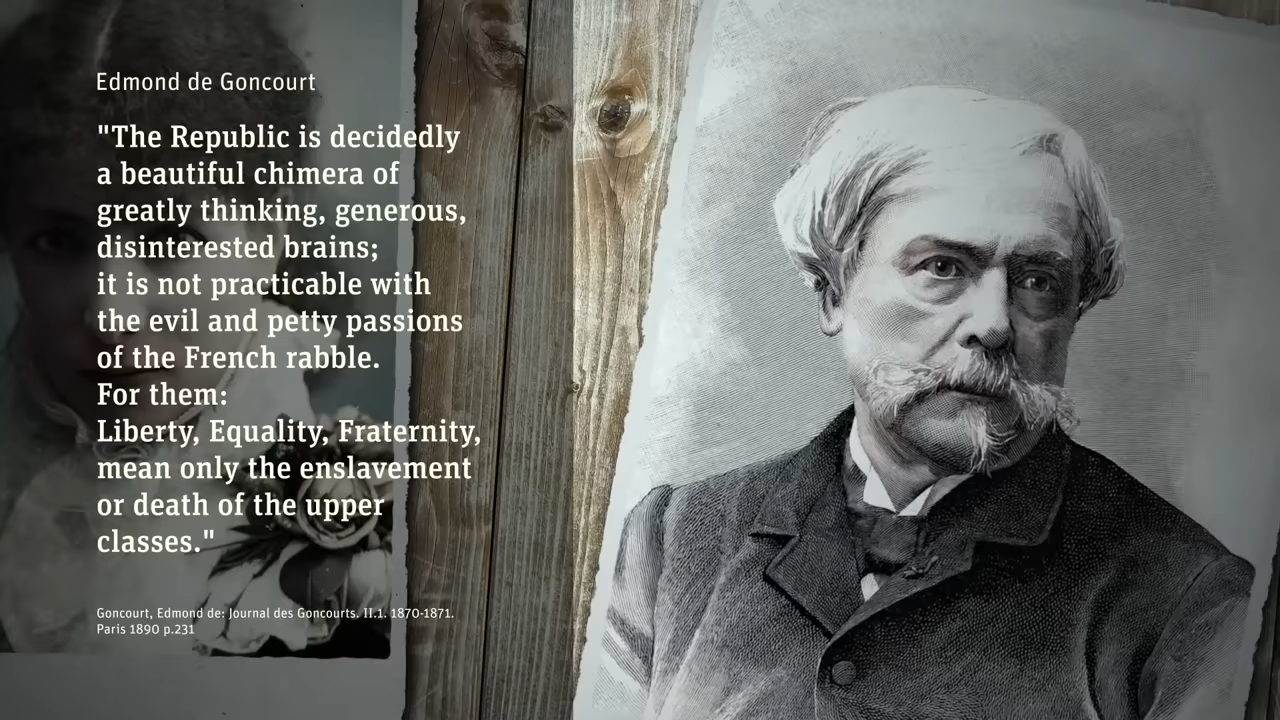 Edmond de Goncourt
"The Republic is decidedly
a beautiful chimera of
greatly thinking, generous,
disinterested brains;
it is not practicable with
the evil and petty passions
of the French rabble.
For them:
Liberty, Equality, Fraternity,
mean only the enslavement
or death of the upper
classes."
Goncourt, Edmond de: Journal des Goncourts. II.1. 1870-1871.
Paris 1890 p.231